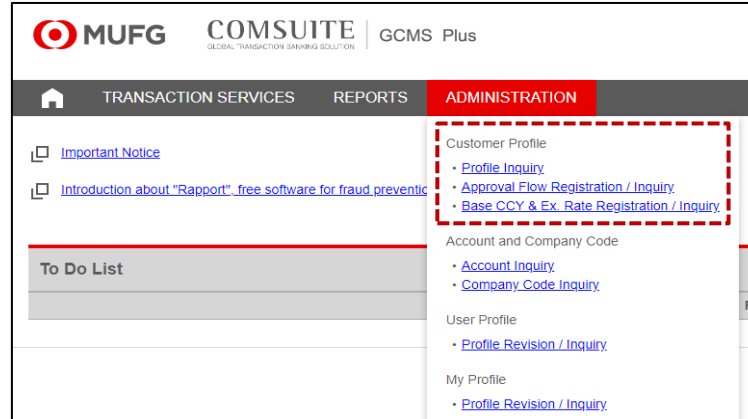 MUFG
COMSUITE
GLOBAL TRANSACTION BANKING SOLUTION
GCMS Plus
TRANSACTION SERVICES REPORTS ADMINISTRATION
Important Notice
Introduction about "Rapport", free software for fraud preventio
To Do List
Customer Profile
• Profile Inquiry
• Approval Flow Registration / Inquiry
• Base CCY & Ex. Rate Registration / Inquiry
Account and Company Code
• Account Inquiry
• Company Code Inquiry
User Profile
• Profile Revision / Inquiry
My Profile
• Profile Revision / Inquiry